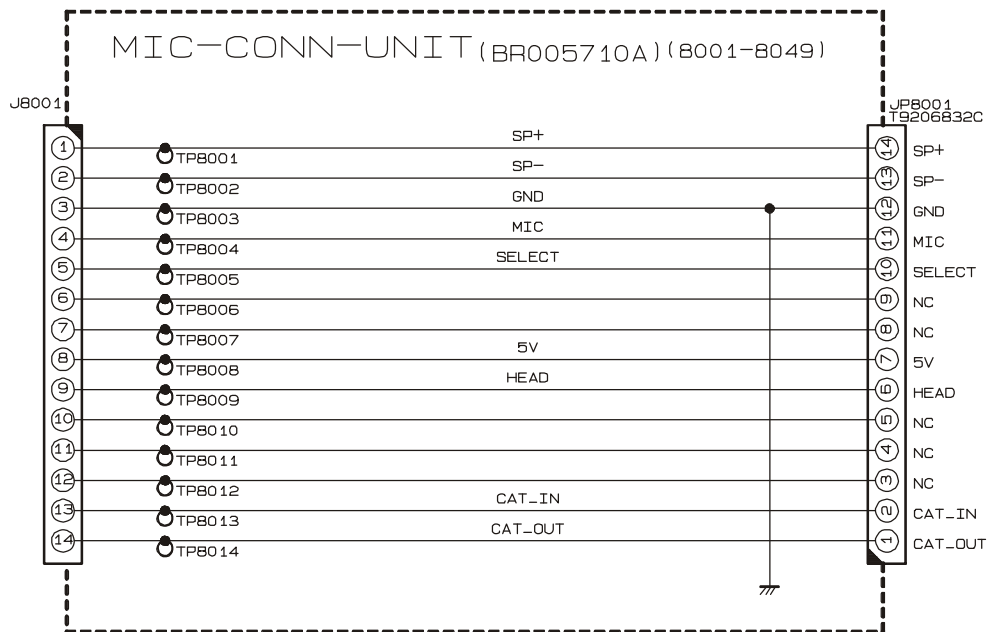 MIC-CONN-UNIT(BR005710A)(8001-8049)
J8001
JP8001
T9206832C
1 TP8001 SP+ 14 SP+
2 TP8002 SP- 13 SP-
3 TP8003 GND 12 GND
4 TP8004 MIC 11 MIC
5 TP8005 SELECT 10 SELECT
6 TP8006 9 NC
7 TP8007 8 NC
8 TP8008 5V 7 5V
9 TP8009 HEAD 6 HEAD
10 TP8010 5 NC
11 TP8011 4 NC
12 TP8012 3 NC
13 TP8013 CAT_IN 2 CAT_IN
14 TP8014 CAT_OUT 1 CAT_OUT